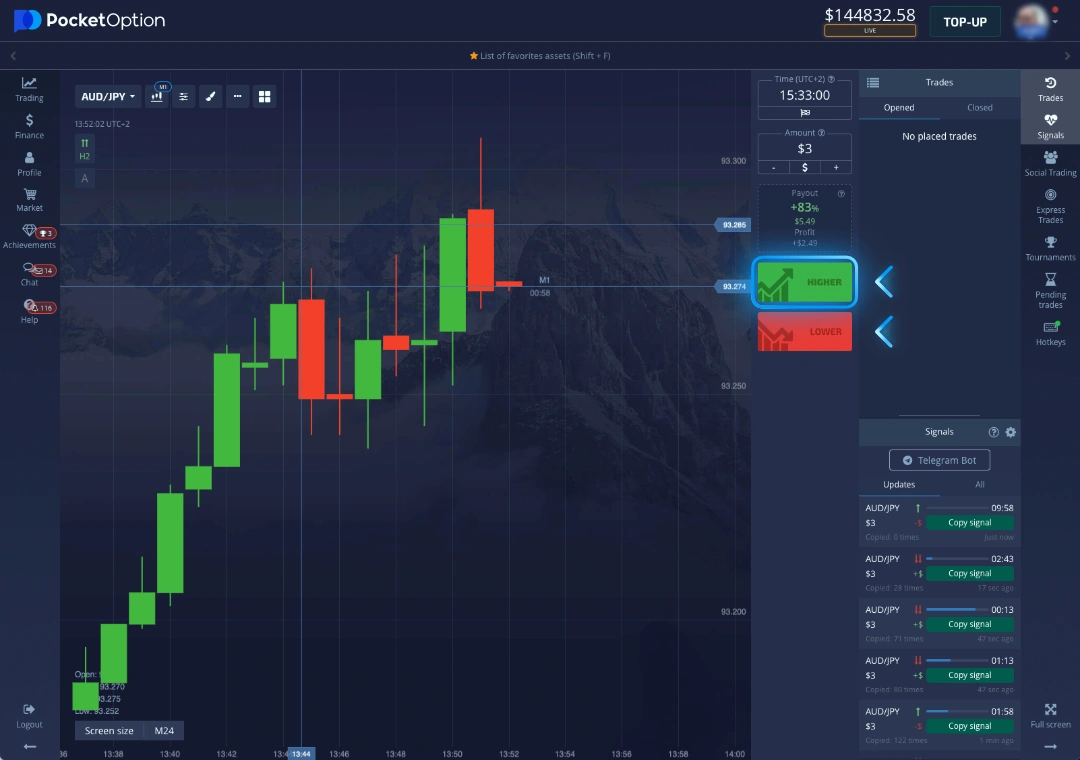 PocketOption
$144832.58
LIVE
TOP-UP
List of favorites assets (Shift + F)
Trading
Finance
Profile
Market
3
Achievements
14
Chat
116
Help
Logout
AUD/JPY
M1
13:52:02 UTC+2
H2
A
93.300
93.285
93.274
93.250
93.200
M1
00:58
Open:
93.270
93.275
Low: 93.252
Screen size
M24
36
13:38
13:40
13:42
13:44
13:46
13:48
13:50
13:52
13:54
13:56
13:58
14:00
Time (UTC+2)
15:33:00
Amount
$3
- $ +
Payout
+83%
$5.49
Profit
+$2.49
HIGHER
LOWER
Trades
Opened
Closed
No placed trades
Signals
Telegram Bot
Updates
All
AUD/JPY 09:58
$3 -$ Copy signal
Copied: 0 times Just now
AUD/JPY 02:43
$3 +$ Copy signal
Copied: 28 times 17 sec ago
AUD/JPY 00:13
$3 +$ Copy signal
Copied: 71 times 47 sec ago
AUD/JPY 01:13
$3 +$ Copy signal
Copied: 80 times 47 sec ago
AUD/JPY 01:58
$3 -$ Copy signal
Copied: 122 times 1 min ago
Trades
Signals
Social Trading
Express
Trades
Tournaments
Pending
trades
Hotkeys
Full screen